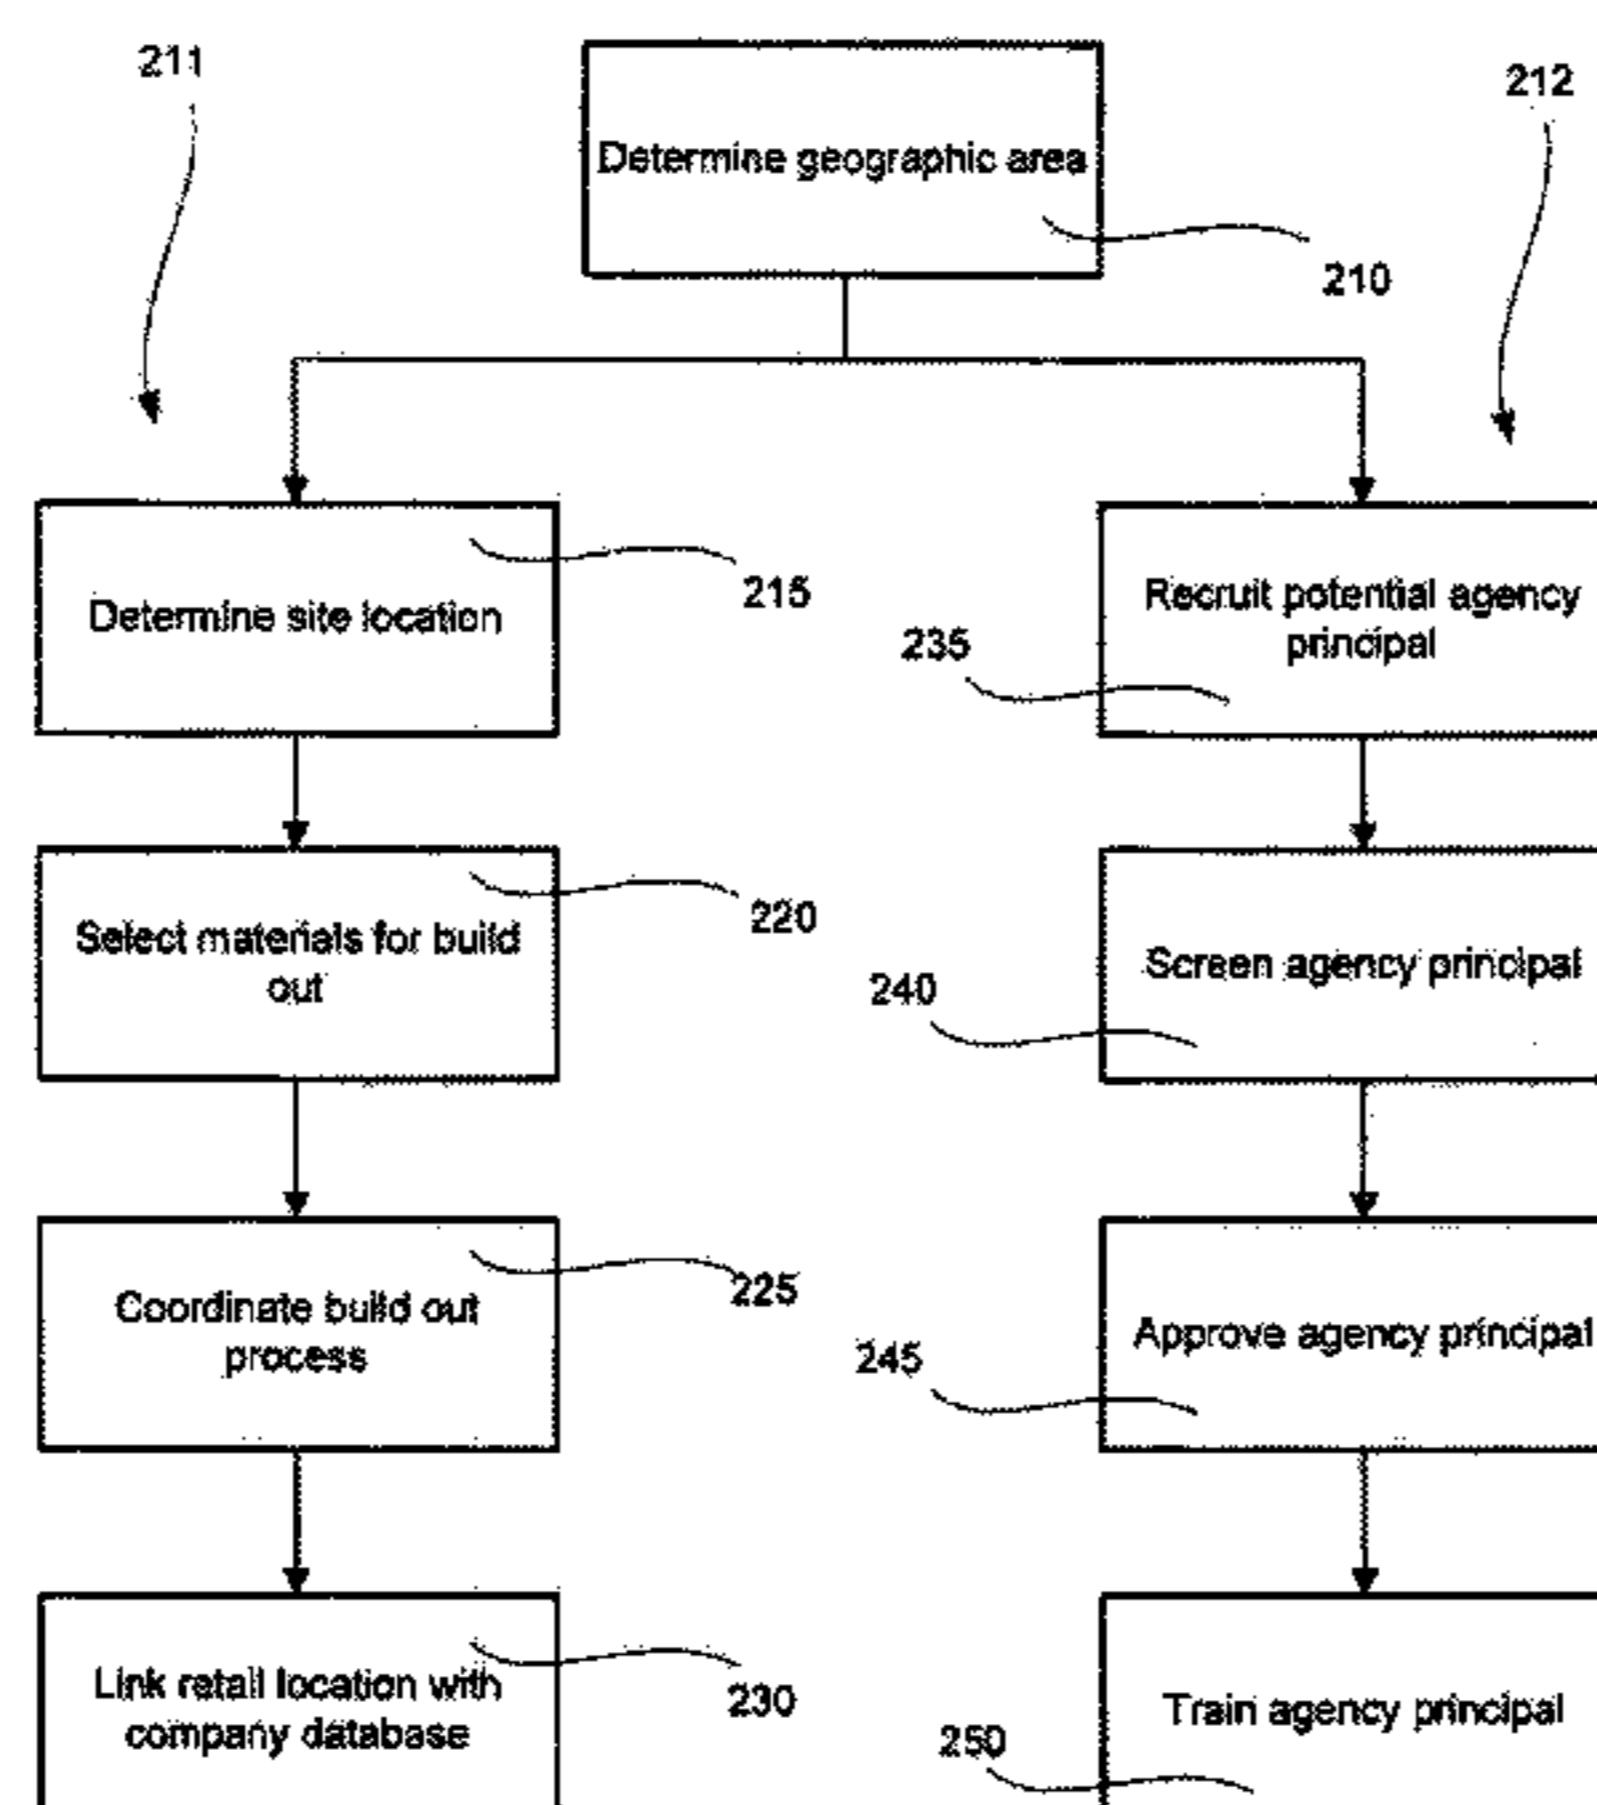 211
212
Determine geographic area
210
Determine site location
215
235
Recruit potential agency
principal
Select materials for build
out
220
240
Screen agency principal
Coordinate build out
process
225
245
Approve agency principal
Link retail location with
company database
230
250
Train agency principal